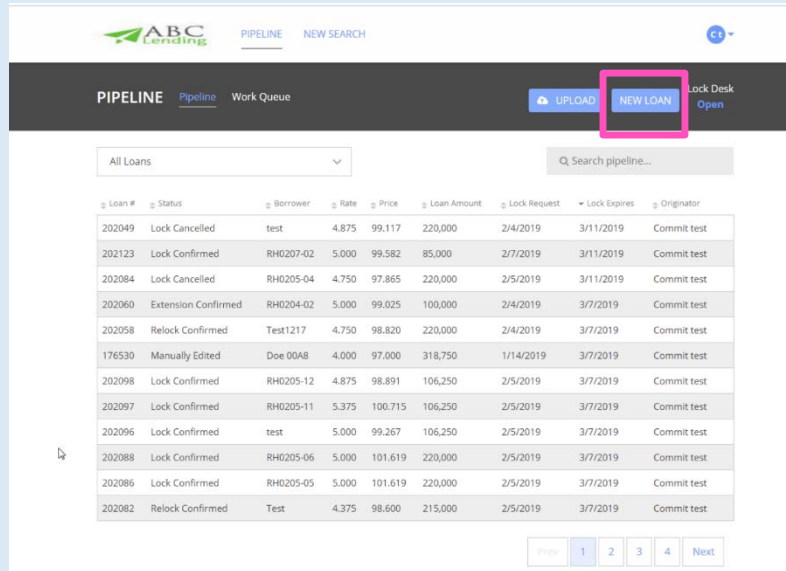 ABC
Lending
PIPELINE NEW SEARCH
Ct
PIPELINE Pipeline Work Queue
UPLOAD NEW LOAN
Lock Desk
Open
All Loans
Search pipeline...
Loan # Status Borrower Rate Price Loan Amount Lock Request Lock Expires Originator
202049 Lock Cancelled test 4.875 99.117 220,000 2/4/2019 3/11/2019 Commit test
202123 Lock Confirmed RH0207-02 5.000 99.582 85,000 2/7/2019 3/11/2019 Commit test
202084 Lock Cancelled RH0205-04 4.750 97.865 220,000 2/5/2019 3/11/2019 Commit test
202060 Extension Confirmed RH0204-02 5.000 99.025 100,000 2/4/2019 3/7/2019 Commit test
202058 Relock Confirmed Test1217 4.750 98.820 220,000 2/4/2019 3/7/2019 Commit test
176530 Manually Edited Doe 00A8 4.000 97.000 318,750 1/14/2019 3/7/2019 Commit test
202098 Lock Confirmed RH0205-12 4.875 98.891 106,250 2/5/2019 3/7/2019 Commit test
202097 Lock Confirmed RH0205-11 5.375 100.715 106,250 2/5/2019 3/7/2019 Commit test
202096 Lock Confirmed test 5.000 99.267 106,250 2/5/2019 3/7/2019 Commit test
202088 Lock Confirmed RH0205-06 5.000 101.619 220,000 2/5/2019 3/7/2019 Commit test
202086 Lock Confirmed RH0205-05 5.000 101.619 220,000 2/5/2019 3/7/2019 Commit test
202082 Relock Confirmed Test 4.375 98.600 215,000 2/5/2019 3/7/2019 Commit test
Prev 1 2 3 4 Next